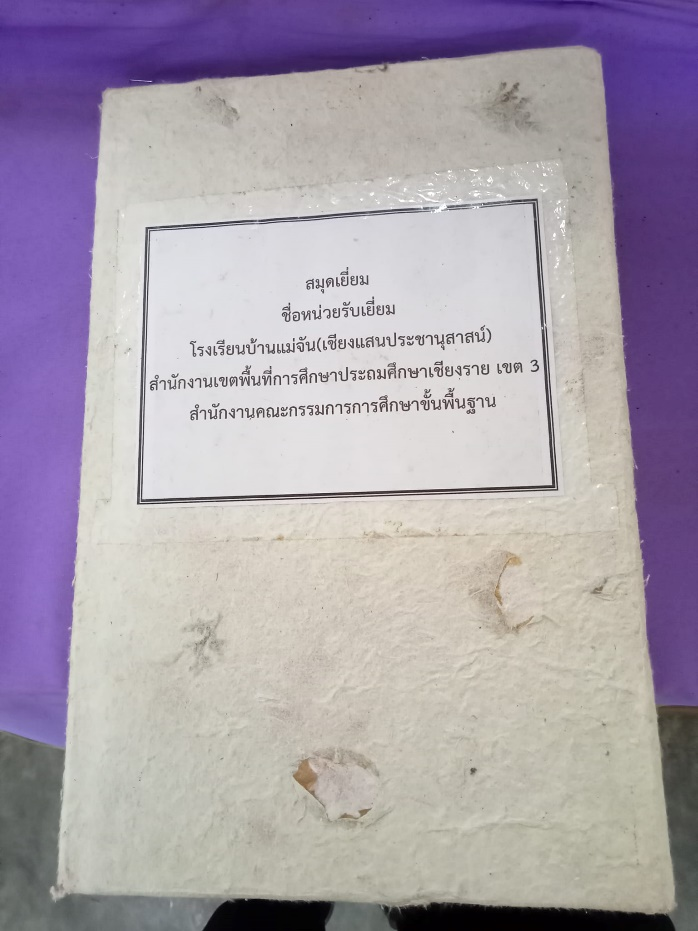 สมุดเยี่ยม
ชื่อหน่วยรับเยี่ยม
โรงเรียนบ้านแม่จัน(เชียงแสนประชานุสาสน์)
สำนักงานเขตพื้นที่การศึกษาประถมศึกษาเชียงราย เขต 3
สำนักงานคณะกรรมการการศึกษาขั้นพื้นฐาน